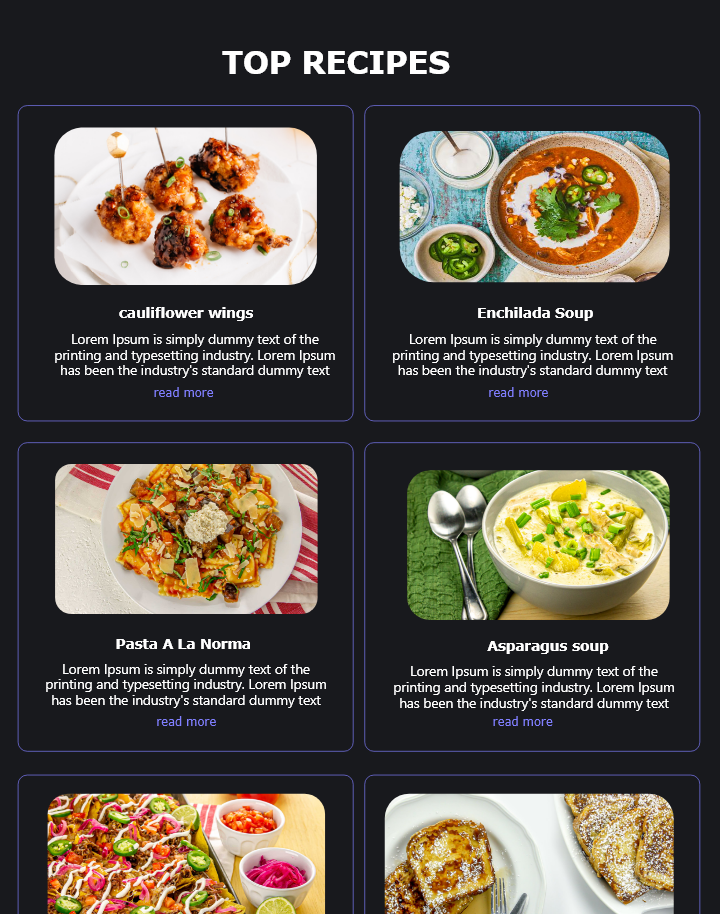 TOP RECIPES
cauliflower wings
Lorem Ipsum is simply dummy text of the
printing and typesetting industry. Lorem Ipsum
has been the industry's standard dummy text
read more
Enchilada Soup
Lorem Ipsum is simply dummy text of the
printing and typesetting industry. Lorem Ipsum
has been the industry's standard dummy text
read more
Pasta A La Norma
Lorem Ipsum is simply dummy text of the
printing and typesetting industry. Lorem Ipsum
has been the industry's standard dummy text
read more
Asparagus soup
Lorem Ipsum is simply dummy text of the
printing and typesetting industry. Lorem Ipsum
has been the industry's standard dummy text
read more